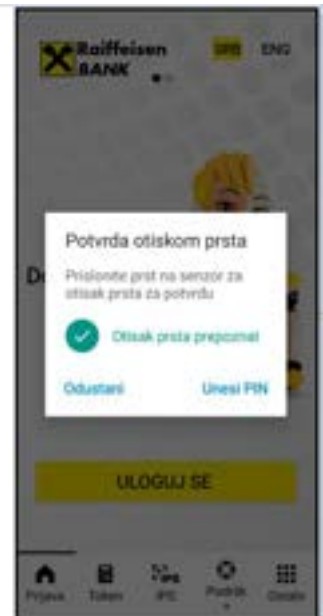 Raiffeisen
BANK
SRB ENG
Potvrda otiskom prsta
Prislonite prst na senzor za
otisak prsta za potvrdu
Otisak prsta prepoznat
Odustani Unesi PIN
ULOGUJ SE
Prijava Token IPS Ostalo